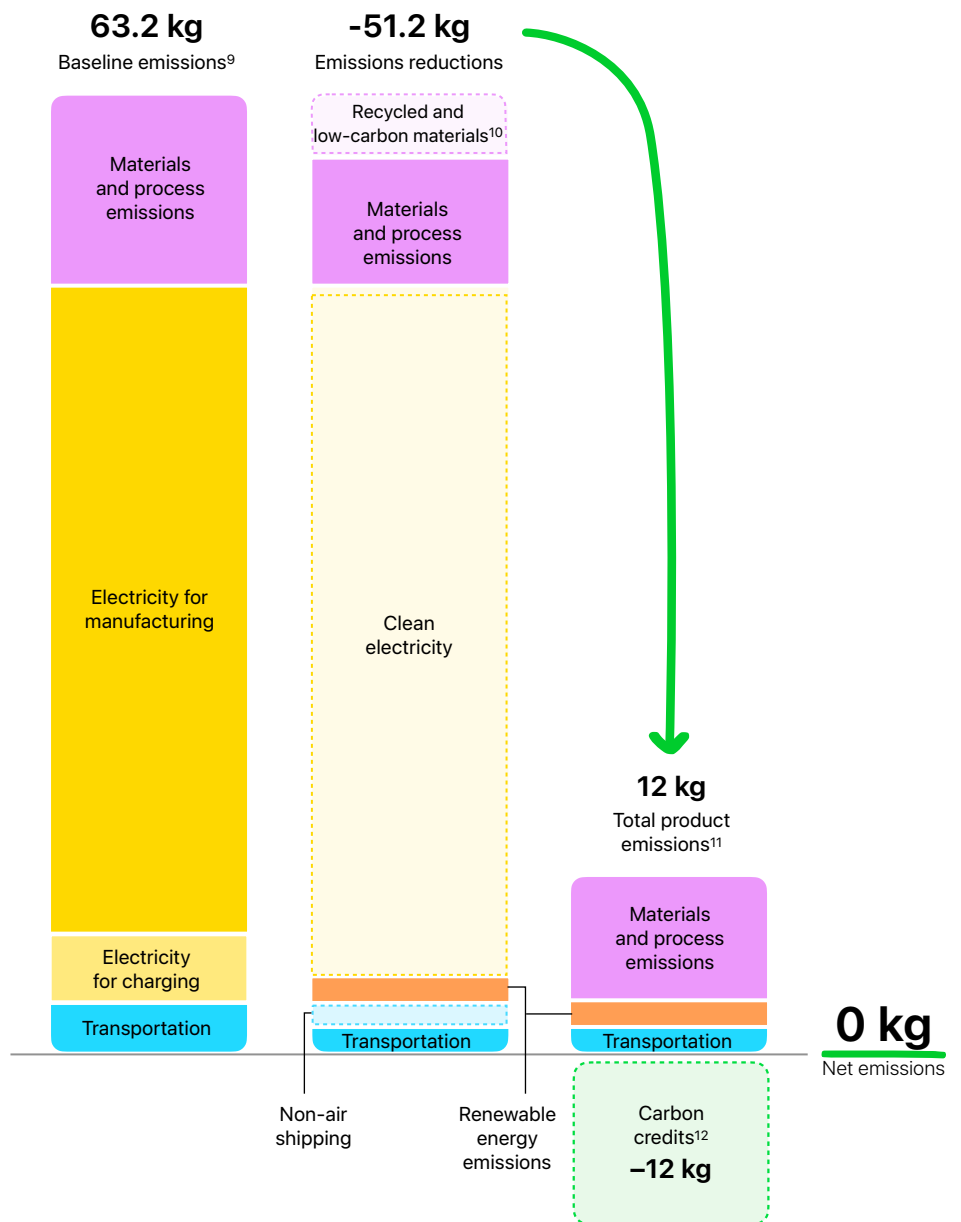 63.2 kg
Baseline emissions⁹
Materials
and process
emissions
Electricity for
manufacturing
Electricity
for charging
Transportation
-51.2 kg
Emissions reductions
Recycled and
low-carbon materials¹⁰
Materials
and process
emissions
Clean
electricity
Transportation
Non-air
shipping
Renewable
energy
emissions
12 kg
Total product
emissions¹¹
Materials
and process
emissions
Transportation
Carbon
credits¹²
–12 kg
0 kg
Net emissions